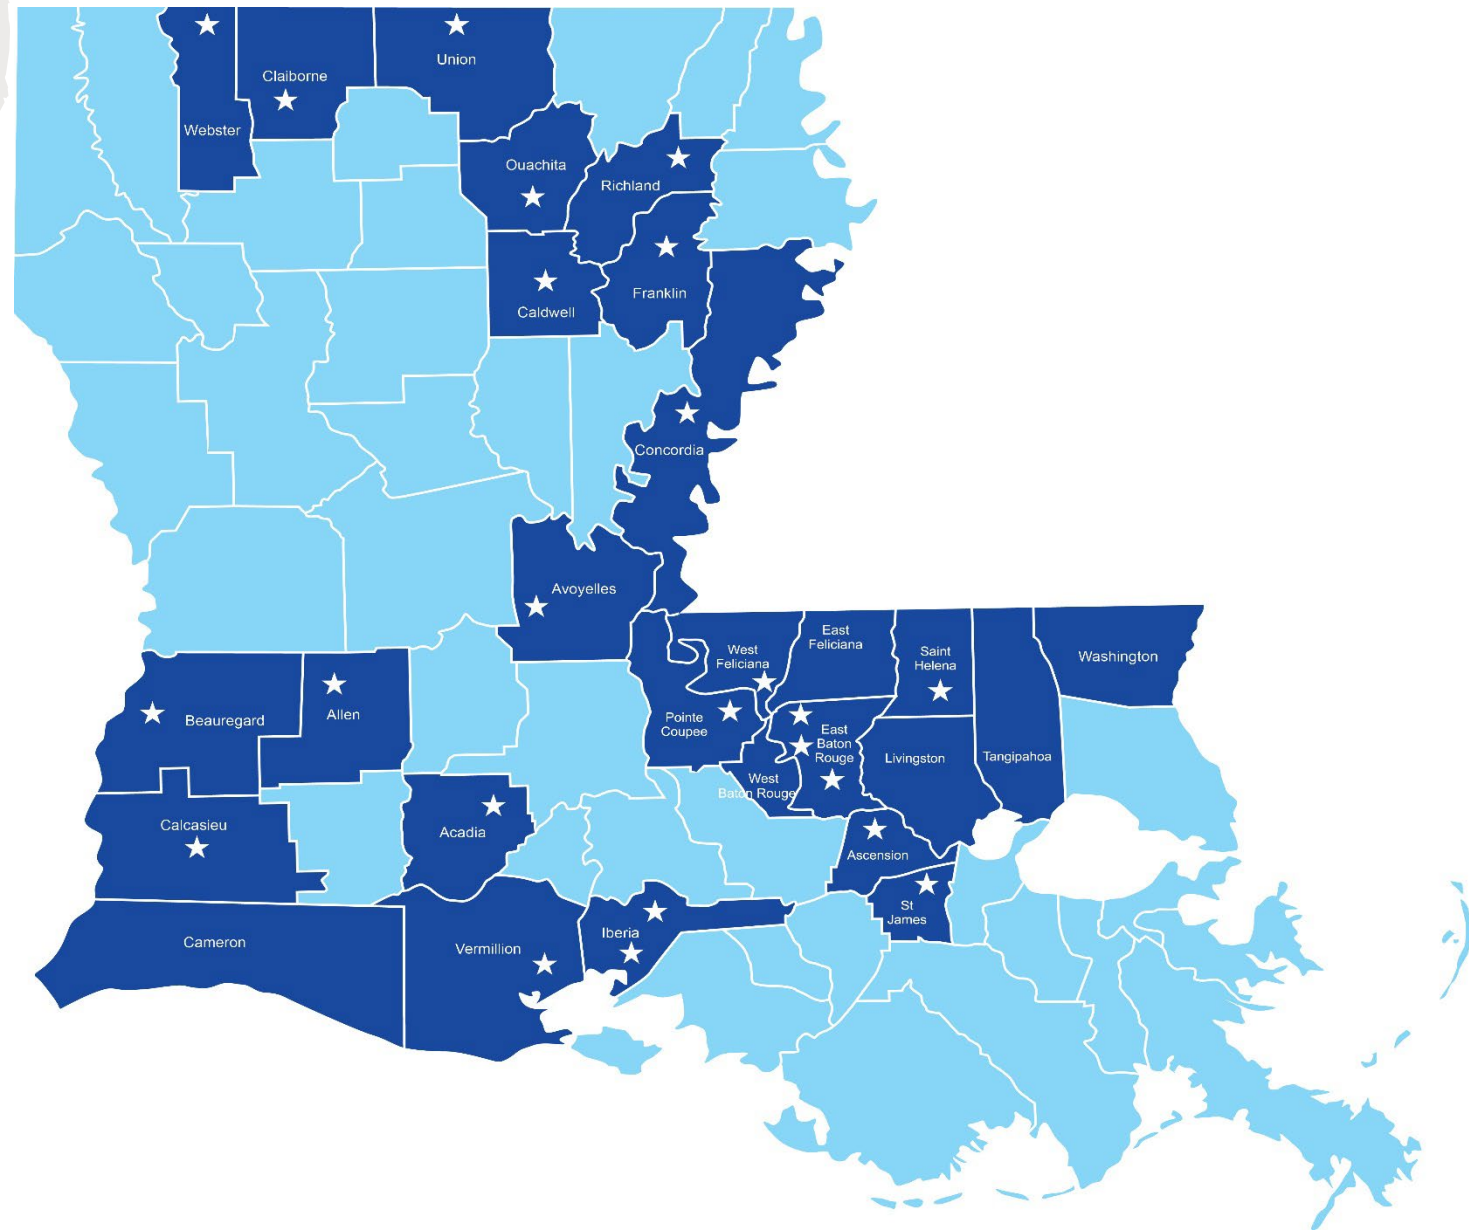 Union
Claiborne
Webster
Ouachita
Richland
Franklin
Caldwell
Concordia
Avoyelles
East
Feliciana
West
Feliciana
Saint
Helena
Washington
Beauregard
Allen
Pointe
Coupee
East
Baton
Rouge
Livingston
Tangipahoa
West
Baton Rouge
Calcasieu
Acadia
Ascension
St
James
Iberia
Cameron
Vermillion